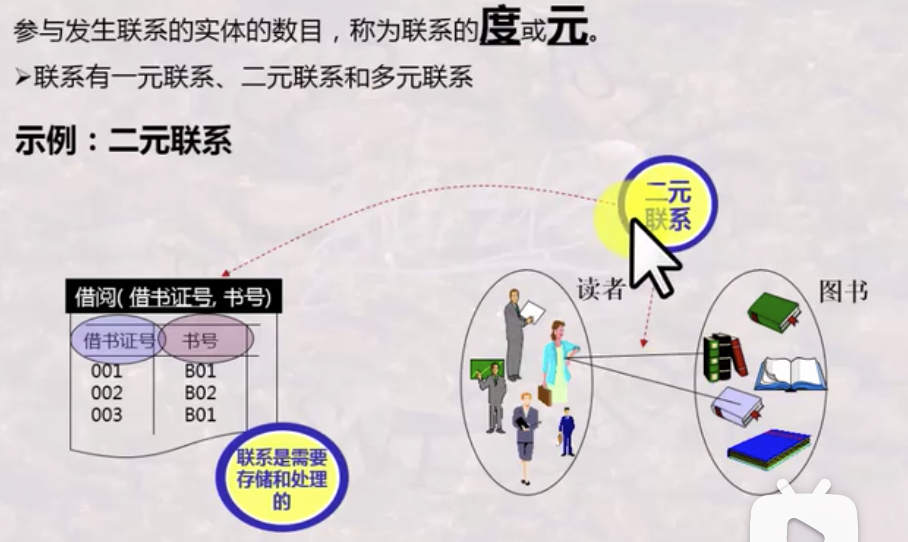 参与发生联系的实体的数目，称为联系的度或元。
➢联系有一元联系、二元联系和多元联系
示例：二元联系
二元
联系
读者
图书
借阅( 借书证号, 书号)
借书证号 书号
001 B01
002 B02
003 B01
联系是需要
存储和处理
的